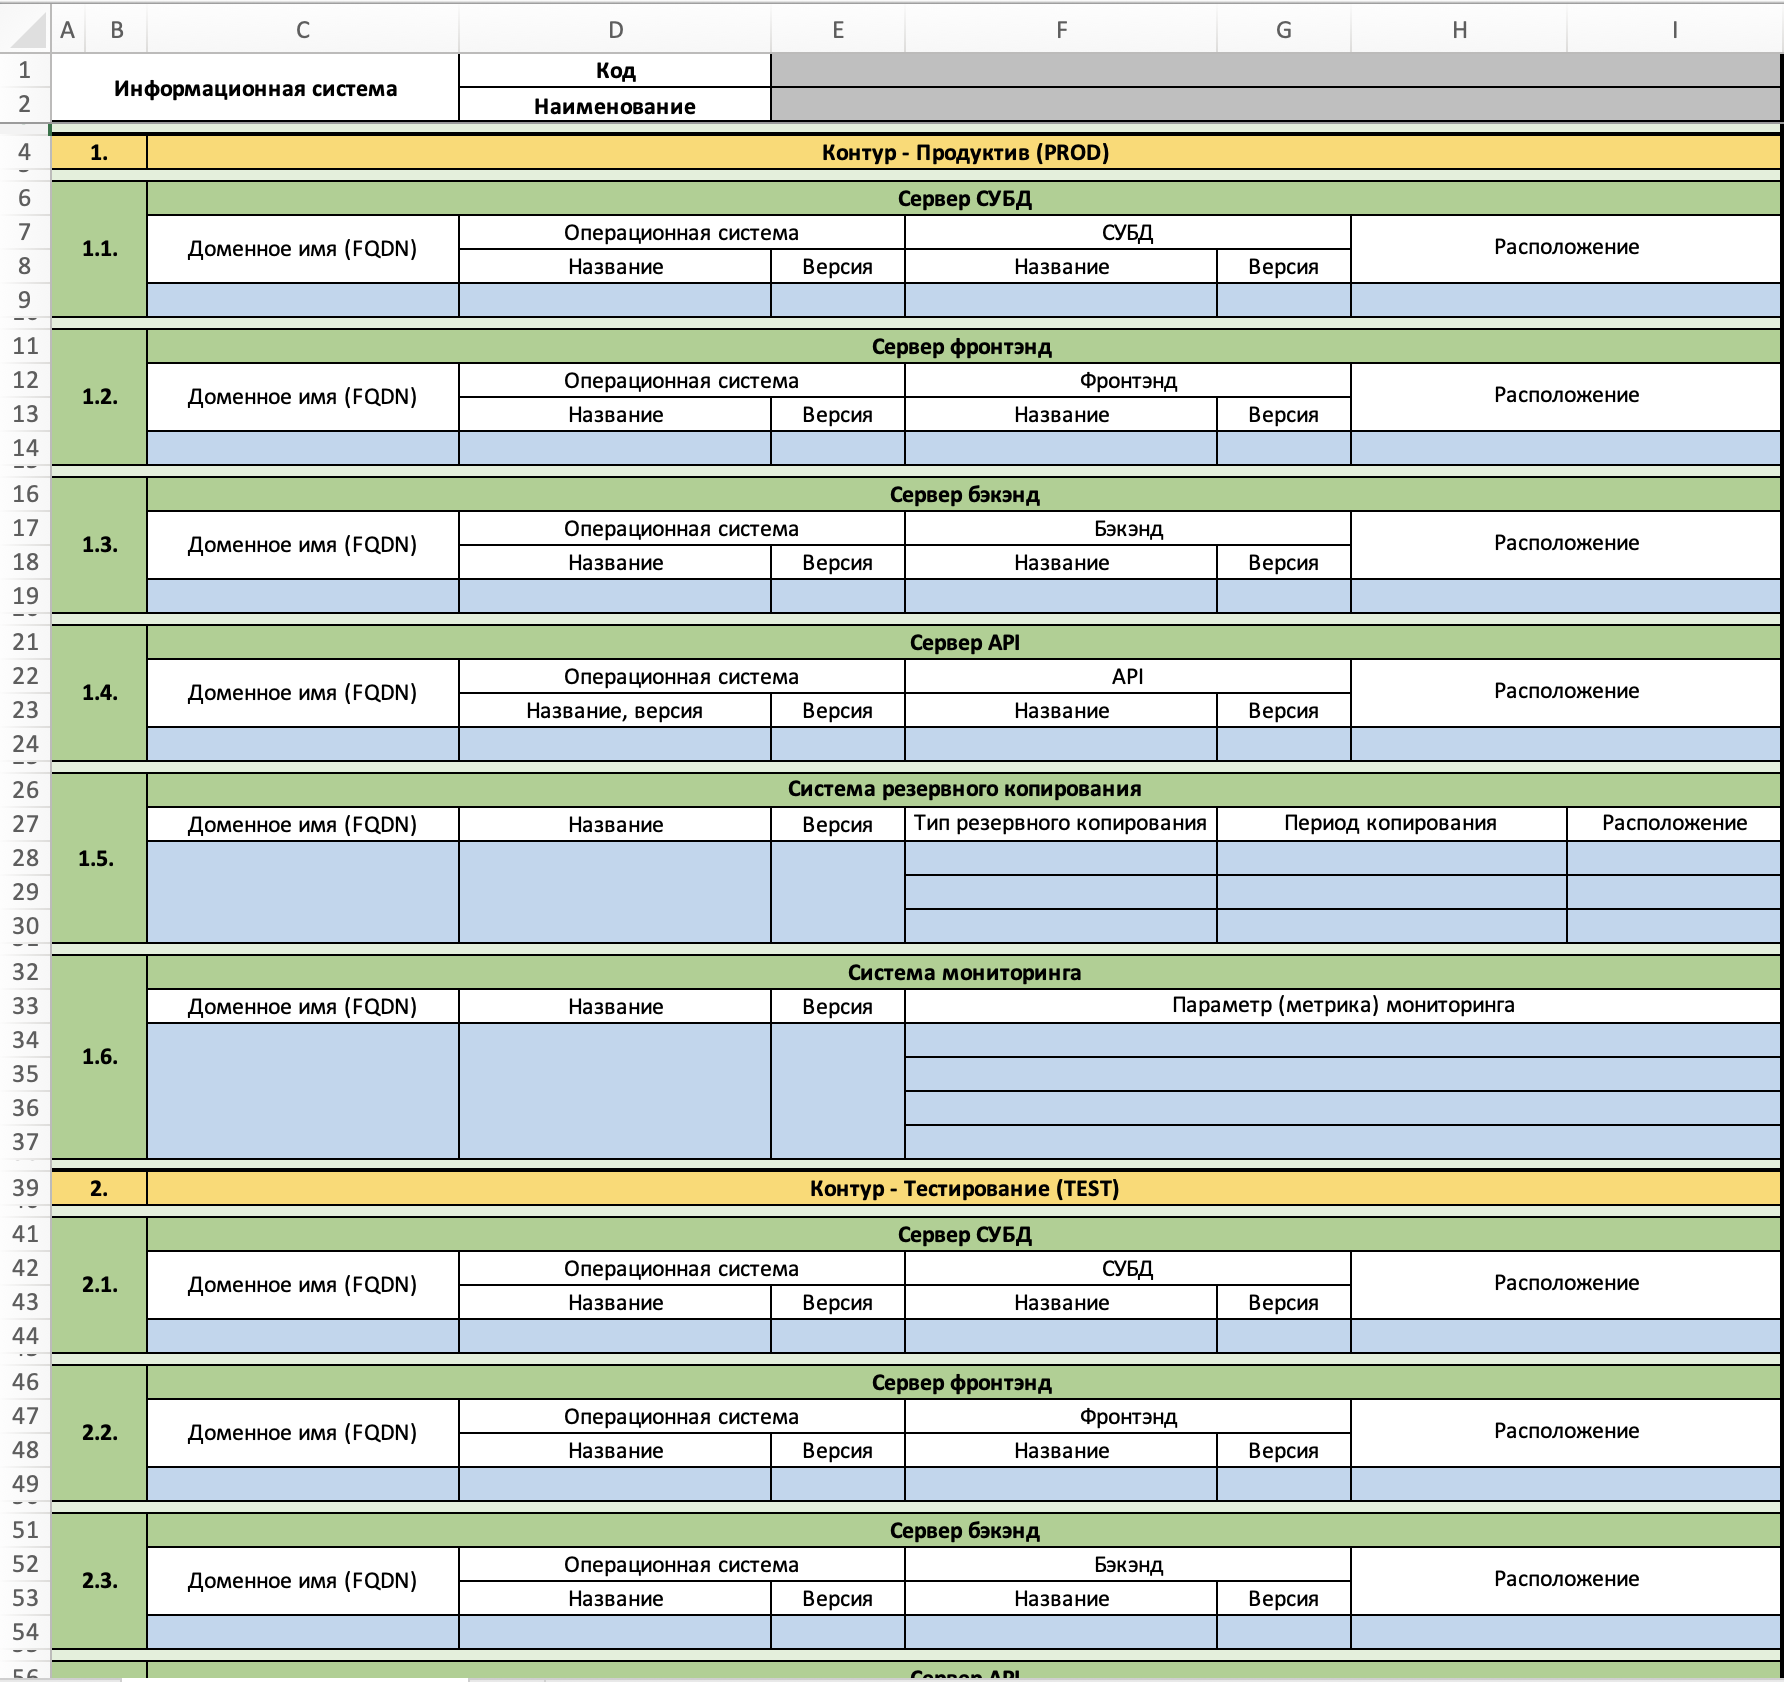 A B C D E F G H I
1 Информационная система Код
2 Наименование
4 1. Контур - Продуктив (PROD)
6 Сервер СУБД
7 1.1. Доменное имя (FQDN) Операционная система СУБД Расположение
8 Название Версия Название Версия
9
11 Сервер фронтэнд
12 1.2. Доменное имя (FQDN) Операционная система Фронтэнд Расположение
13 Название Версия Название Версия
14
16 Сервер бэкэнд
17 1.3. Доменное имя (FQDN) Операционная система Бэкэнд Расположение
18 Название Версия Название Версия
19
21 Сервер API
22 1.4. Доменное имя (FQDN) Операционная система API Расположение
23 Название, версия Версия Название Версия
24
26 Система резервного копирования
27 Доменное имя (FQDN) Название Версия Тип резервного копирования Период копирования Расположение
28 1.5.
29
30
32 Система мониторинга
33 Доменное имя (FQDN) Название Версия Параметр (метрика) мониторинга
34 1.6.
35
36
37
39 2. Контур - Тестирование (TEST)
41 Сервер СУБД
42 2.1. Доменное имя (FQDN) Операционная система СУБД Расположение
43 Название Версия Название Версия
44
46 Сервер фронтэнд
47 2.2. Доменное имя (FQDN) Операционная система Фронтэнд Расположение
48 Название Версия Название Версия
49
51 Сервер бэкэнд
52 2.3. Доменное имя (FQDN) Операционная система Бэкэнд Расположение
53 Название Версия Название Версия
54
56 Сервер API